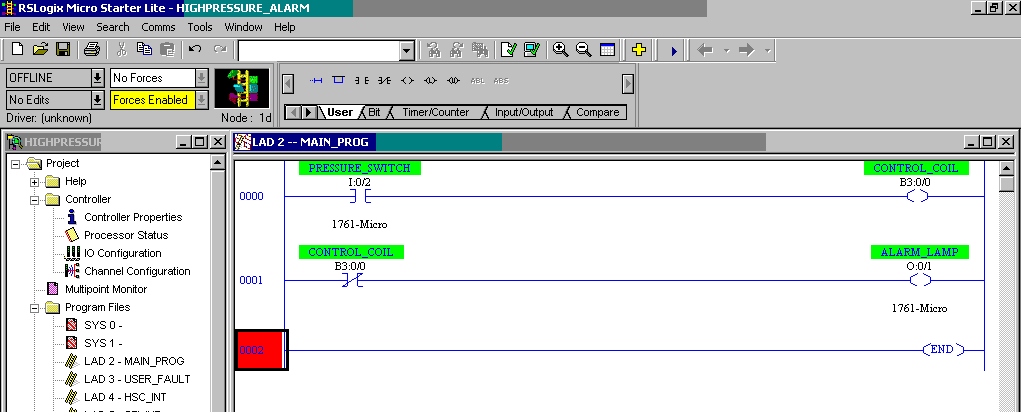 RSLogix Micro Starter Lite - HIGHPRESSURE_ALARM
File Edit View Search Comms Tools Window Help
OFFLINE No Forces
No Edits Forces Enabled
Driver: (unknown) Node : 1d
ABL ABS
User Bit Timer/Counter Input/Output Compare
HIGHPRESSUR
LAD 2 -- MAIN_PROG
Project
Help
Controller
Controller Properties
Processor Status
IO Configuration
Channel Configuration
Multipoint Monitor
Program Files
SYS 0 -
SYS 1 -
LAD 2 - MAIN_PROG
LAD 3 - USER_FAULT
LAD 4 - HSC_INT
PRESSURE_SWITCH CONTROL_COIL
I:0/2 B3:0/0
0000
1761-Micro
CONTROL_COIL ALARM_LAMP
B3:0/0 O:0/1
0001
1761-Micro
0002
END